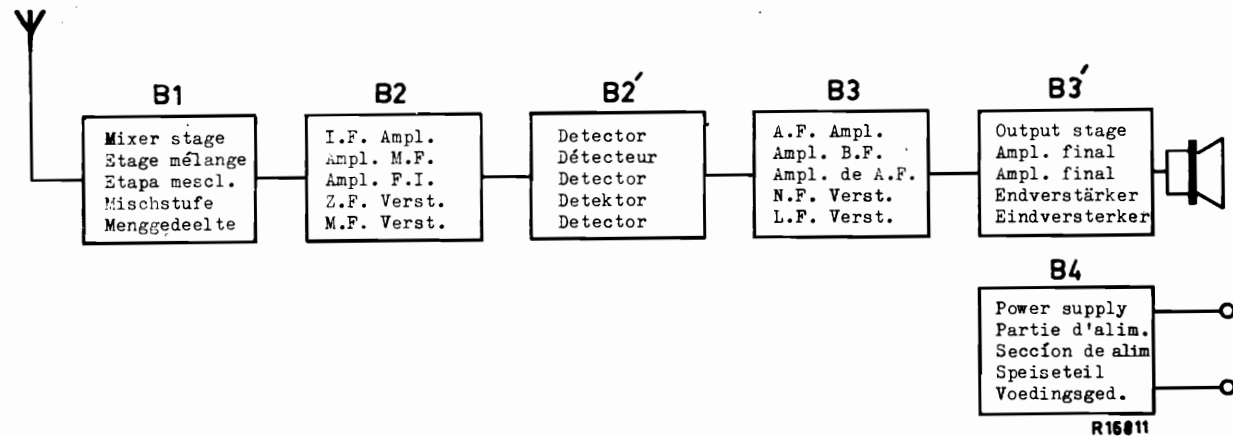 B1
Mixer stage
Etage mélange
Etapa mescl.
Mischstufe
Menggedeelte
B2
I.F. Ampl.
Ampl. M.F.
Ampl. F.I.
Z.F. Verst.
M.F. Verst.
B2′
Detector
Détecteur
Detector
Detektor
Detector
B3
A.F. Ampl.
Ampl. B.F.
Ampl. de A.F.
N.F. Verst.
L.F. Verst.
B3′
Output stage
Ampl. final
Ampl. final
Endverstärker
Eindversterker
B4
Power supply
Partie d'alim.
Seccíon de alim
Speiseteil
Voedingsged.
R16811